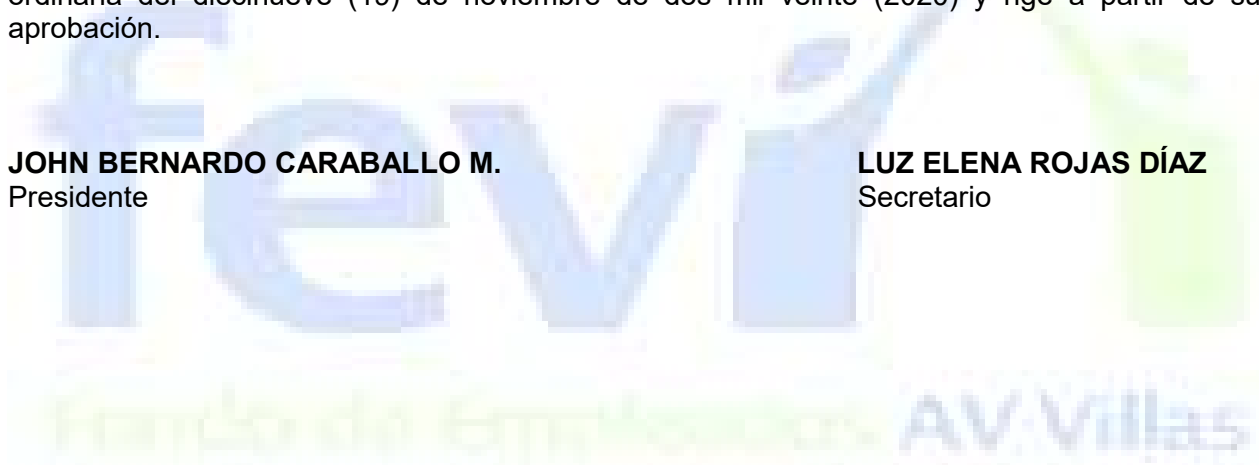 ordinaria del diecinueve (19) de noviembre de dos mil veinte (2020) y rige a partir de su
aprobación.
JOHN BERNARDO CARABALLO M. LUZ ELENA ROJAS DÍAZ
Presidente Secretario
fevi
Fondo de Empleados AV Villas